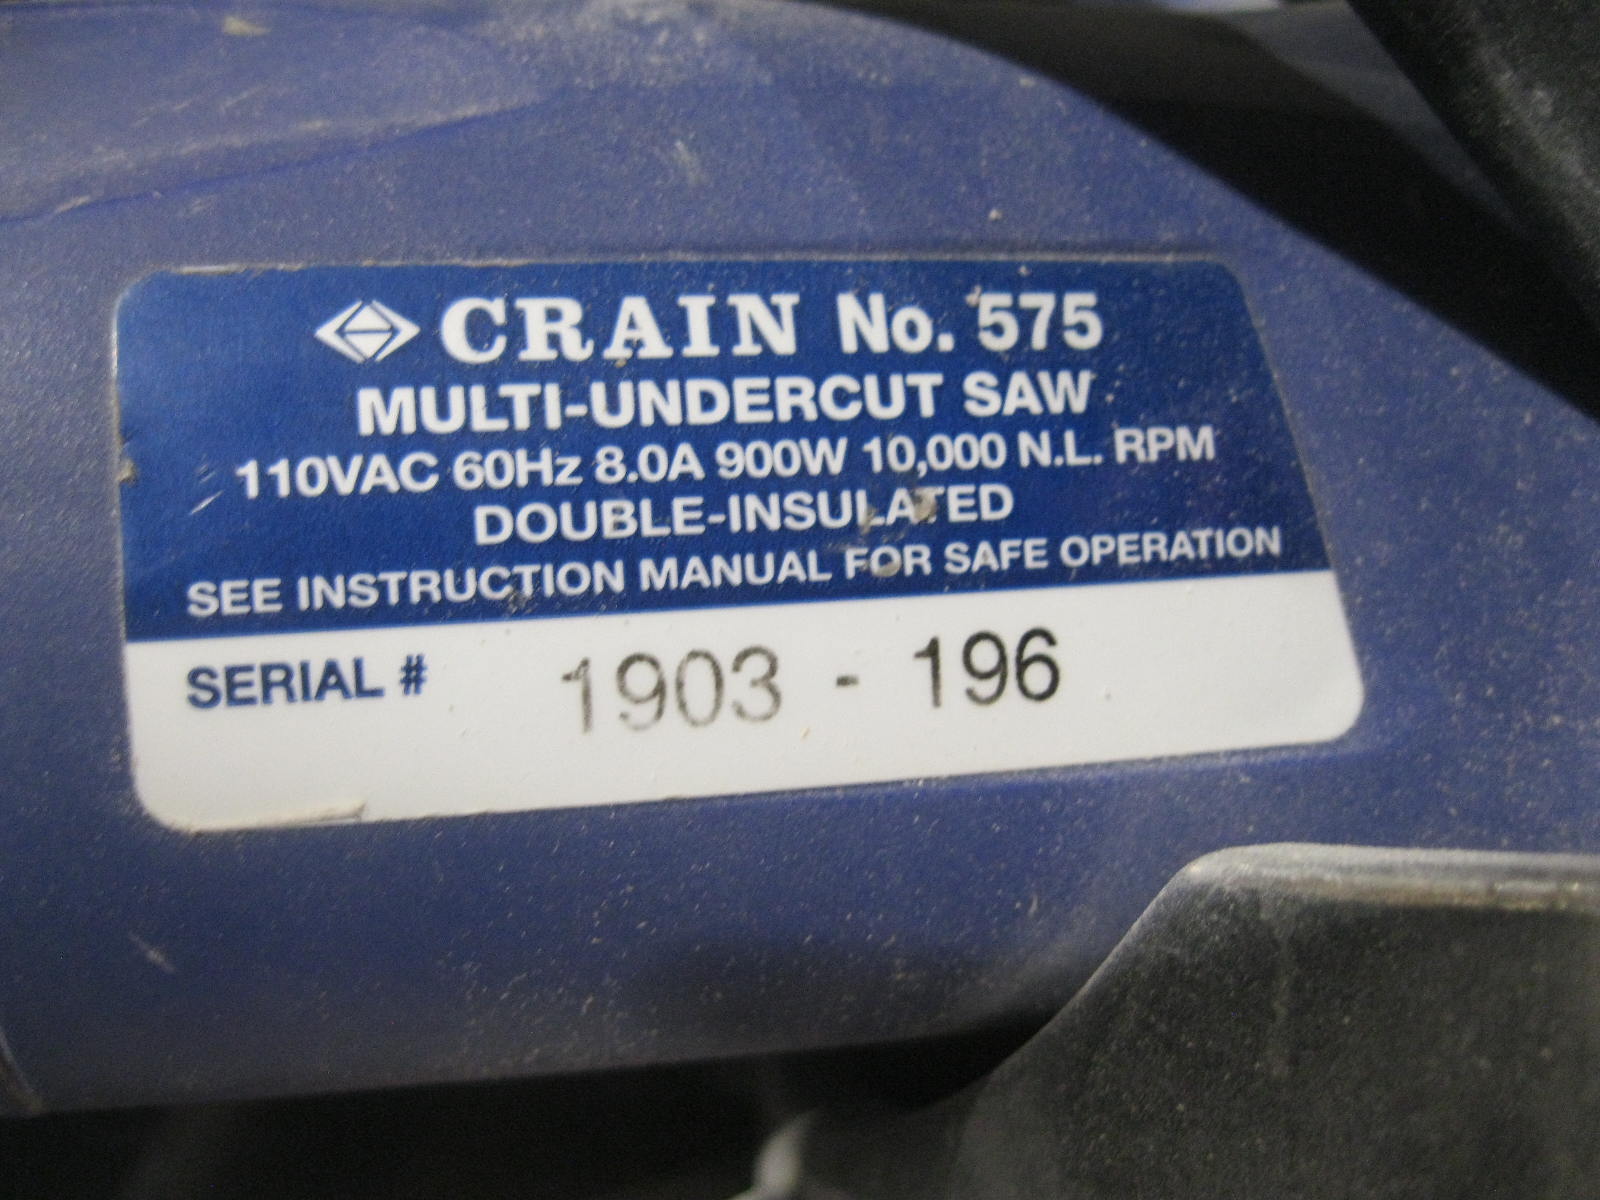 CRAIN No. 575
MULTI-UNDERCUT SAW
110VAC 60Hz 8.0A 900W 10,000 N.L. RPM
DOUBLE-INSULATED
SEE INSTRUCTION MANUAL FOR SAFE OPERATION
SERIAL # 1903 - 196